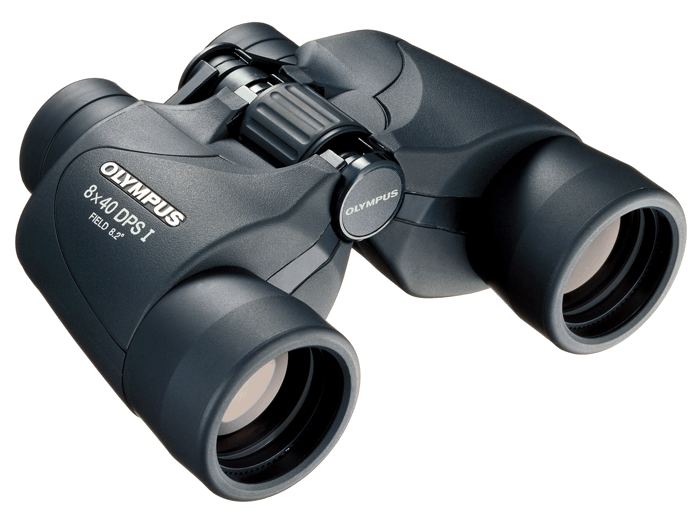 OLYMPUS
8x40 DPS I
FIELD 8.2°
OLYMPUS